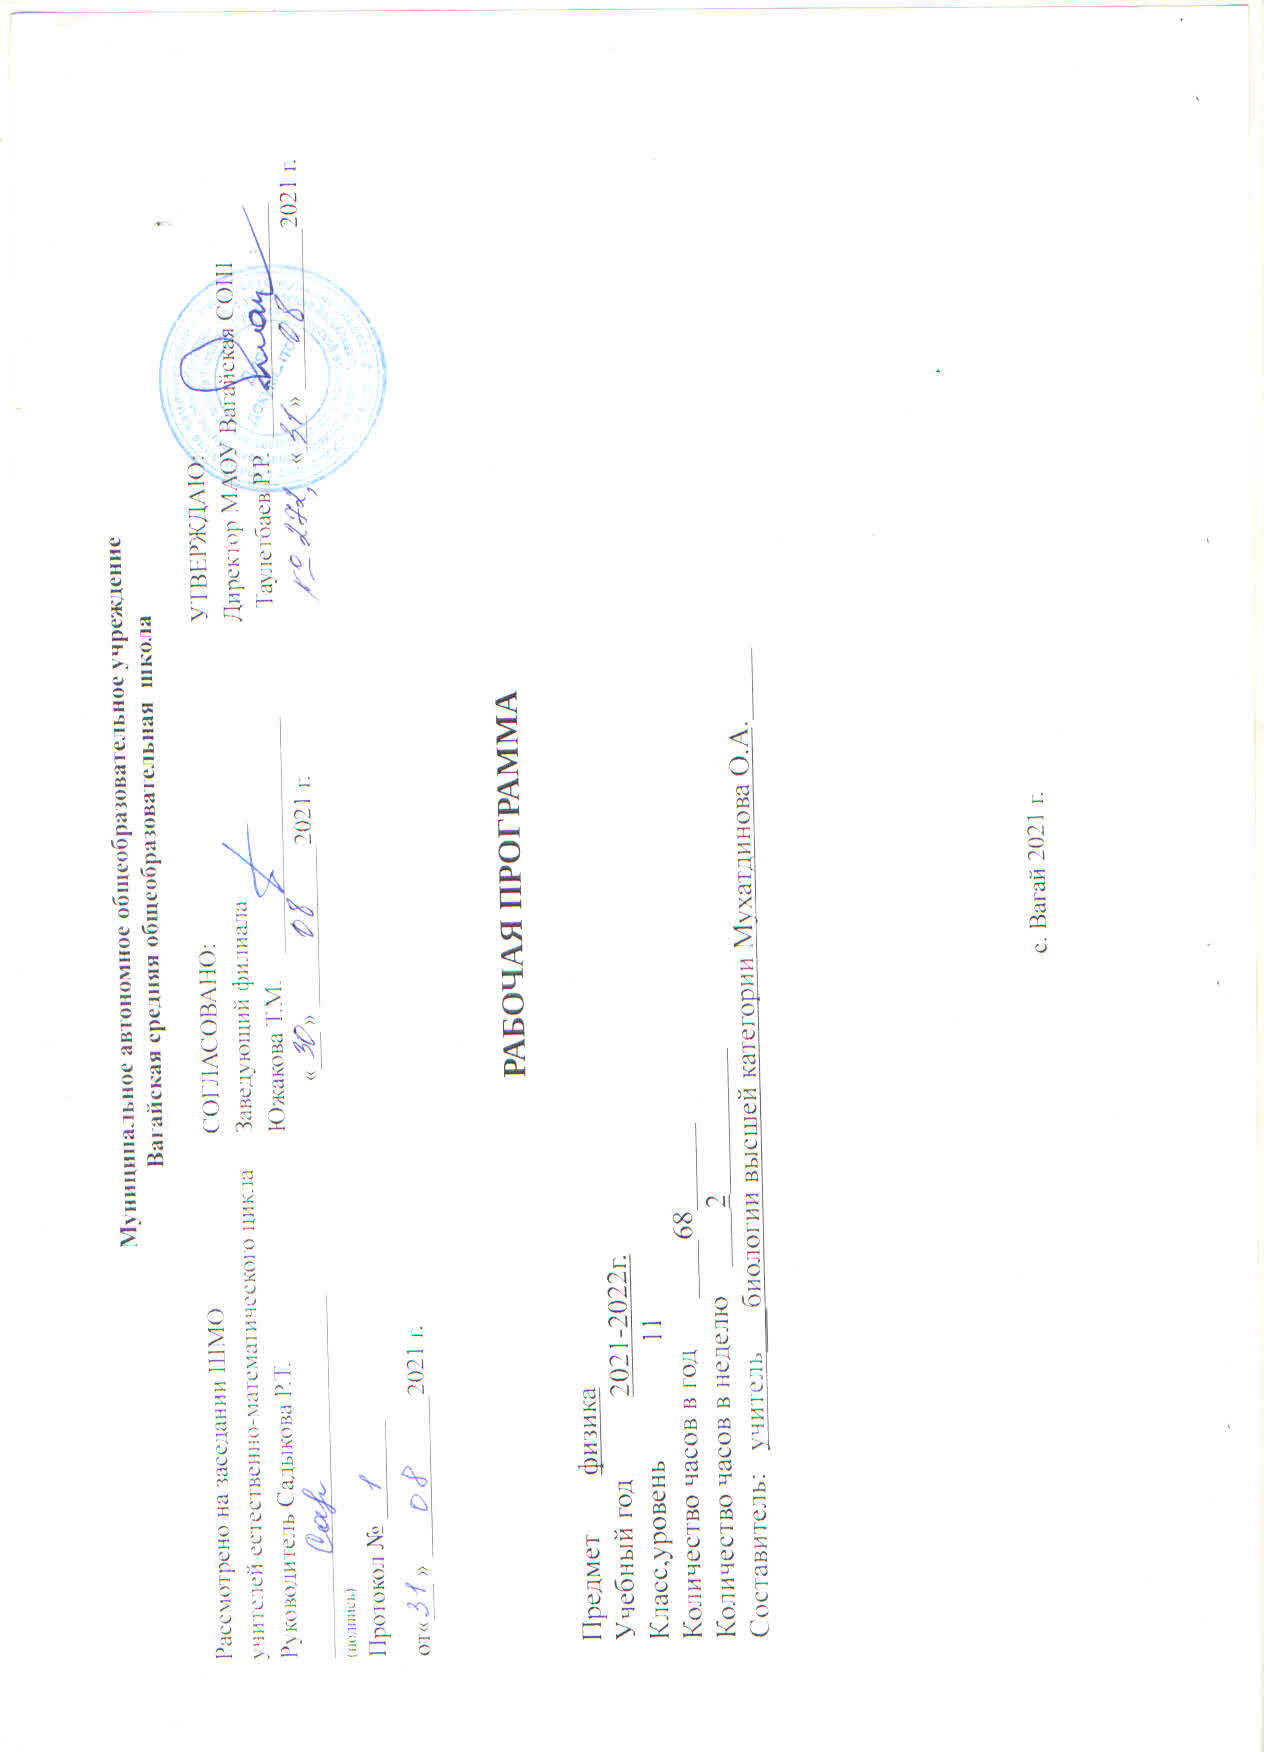 Муниципальное автономное общеобразовательное учреждение
Вагайская средняя общеобразовательная школа
Рассмотрено на заседании ШМО
учителей естественно-математического цикла
Руководитель Садыкова Р.Г.
(подпись)
Протокол № 1
от« 31 » 08 2021 г.
СОГЛАСОВАНО:
Заведующий филиала
Южакова Т.М.
« 30 » 08 2021 г.
УТВЕРЖДАЮ:
Директор МАОУ Вагайская СОШ
Таулетбаев Р.Р.
№ 272, « 31 » 08 2021 г.
РАБОЧАЯ ПРОГРАММА
Предмет физика
Учебный год 2021-2022г.
Класс,уровень 11
Количество часов в год 68
Количество часов в неделю 2
Составитель: учитель биологии высшей категории Мухатдинова О.А.
с. Вагай 2021 г.